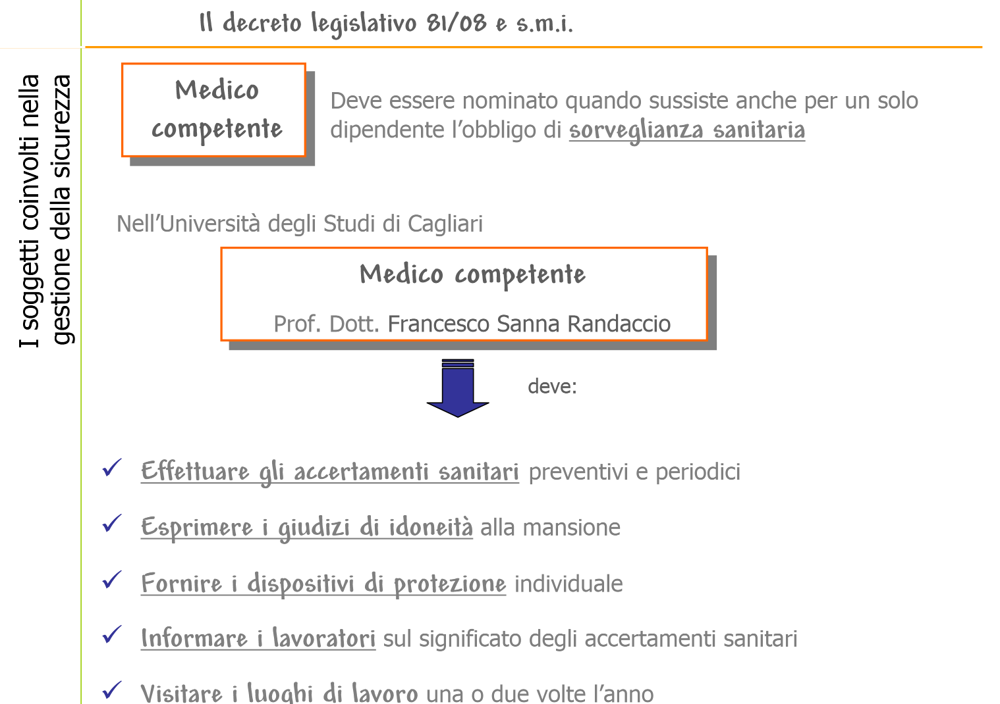 Il decreto legislativo 81/08 e s.m.i.
I soggetti coinvolti nella
gestione della sicurezza
Medico
competente
Deve essere nominato quando sussiste anche per un solo
dipendente l’obbligo di sorveglianza sanitaria
Nell’Università degli Studi di Cagliari
Medico competente
Prof. Dott. Francesco Sanna Randaccio
deve:
✓ Effettuare gli accertamenti sanitari preventivi e periodici
✓ Esprimere i giudizi di idoneità alla mansione
✓ Fornire i dispositivi di protezione individuale
✓ Informare i lavoratori sul significato degli accertamenti sanitari
✓ Visitare i luoghi di lavoro una o due volte l’anno